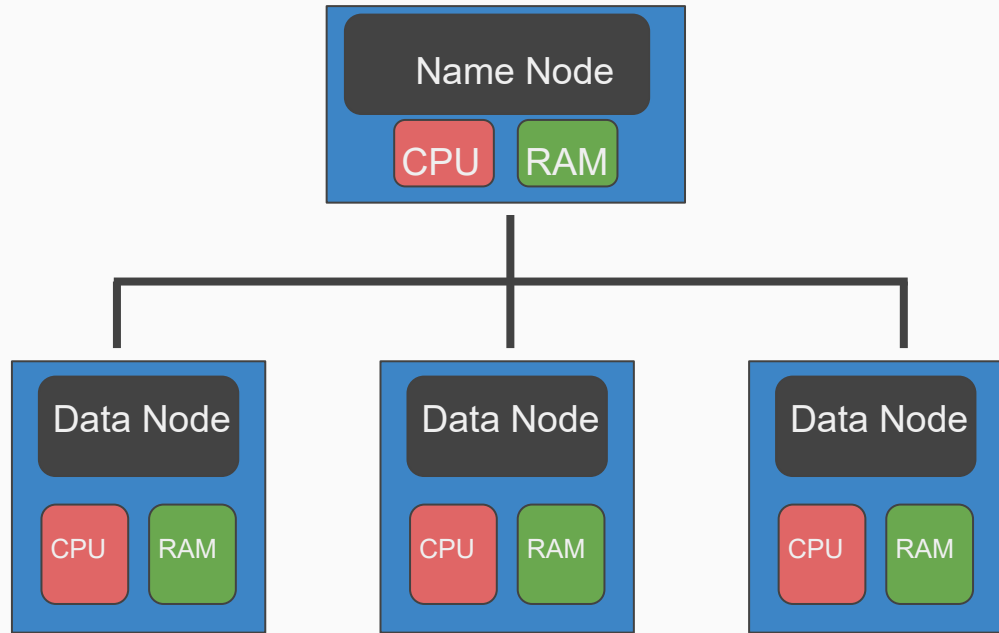 Name Node
CPU RAM
Data Node Data Node Data Node
CPU RAM CPU RAM CPU RAM